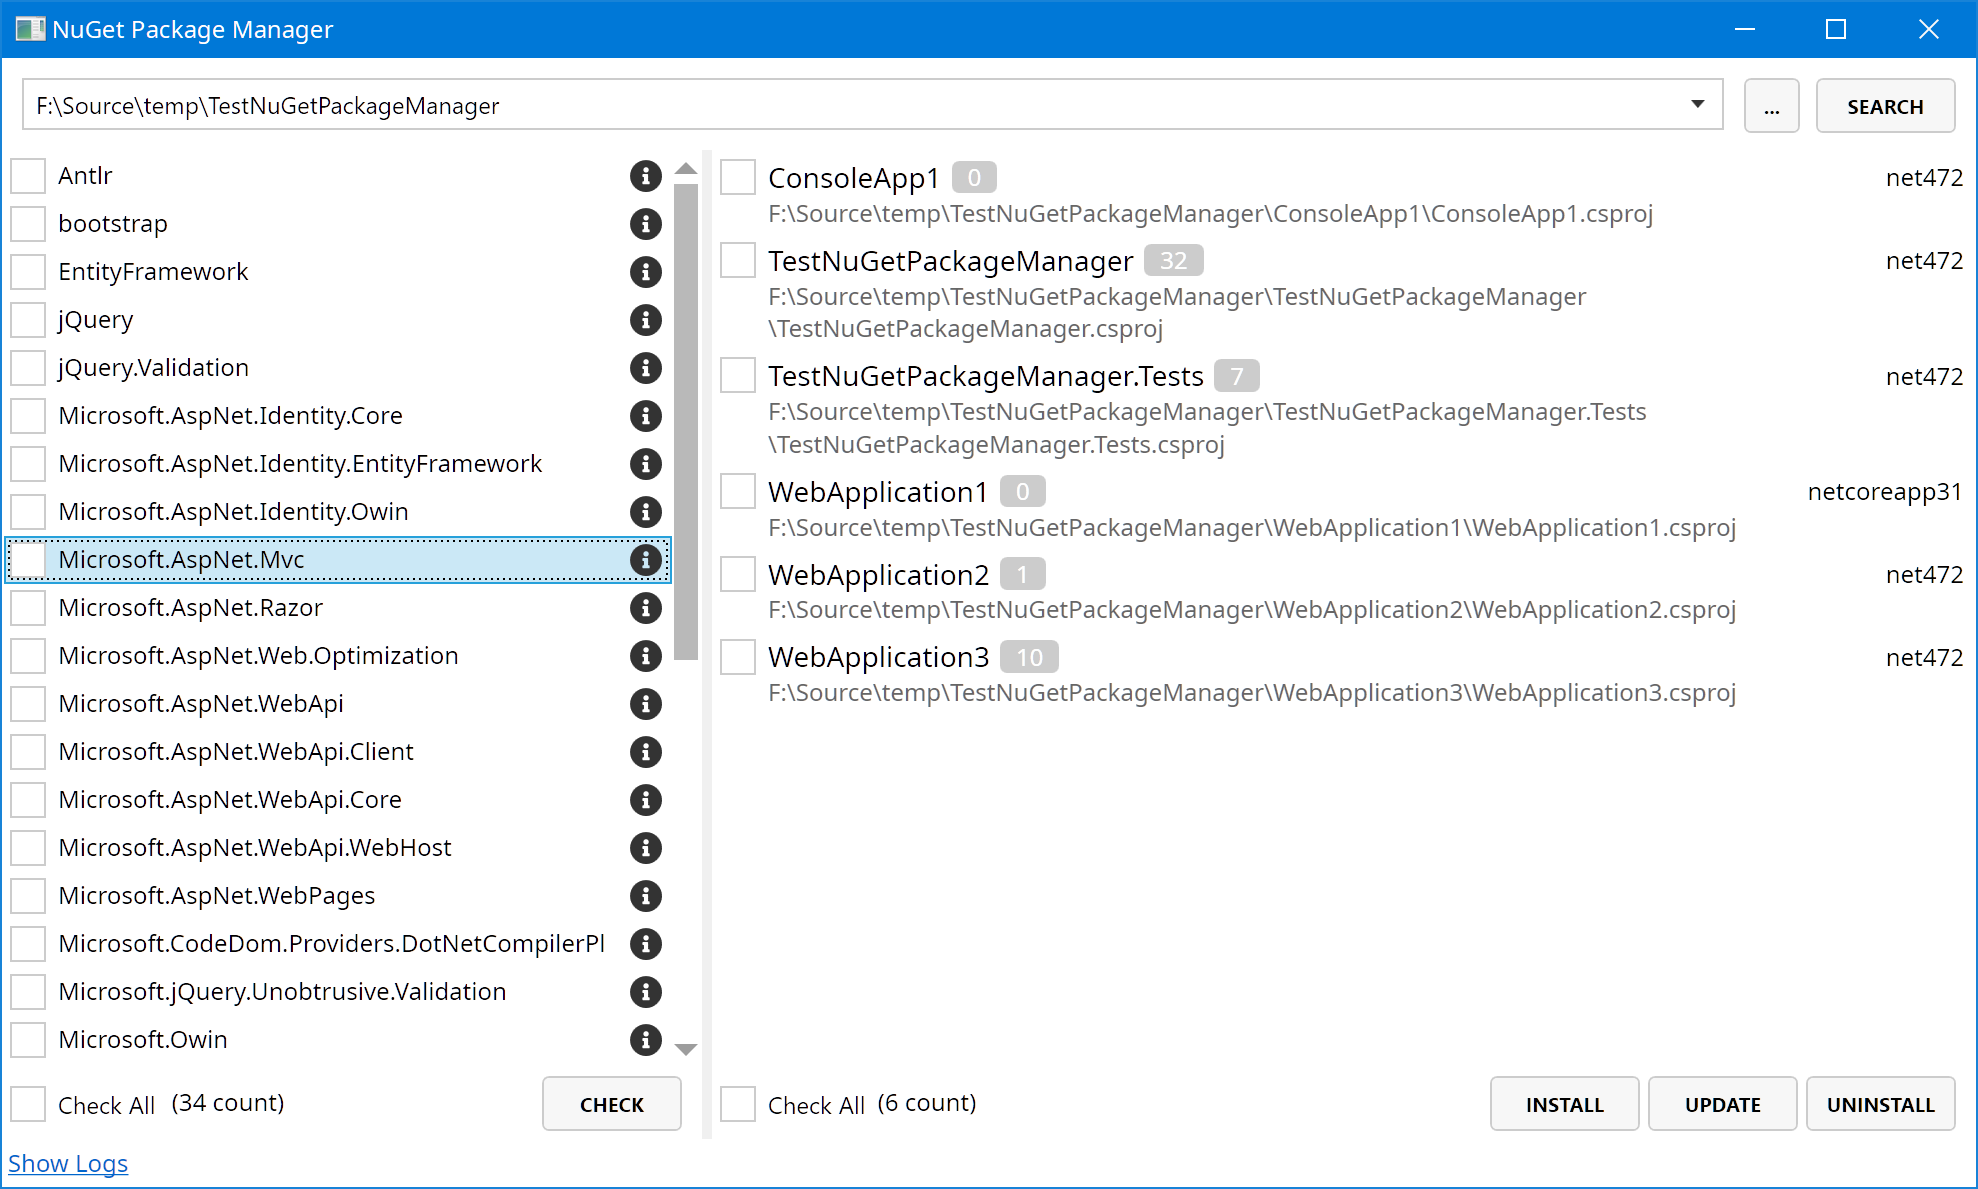 NuGet Package Manager
F:\Source\temp\TestNuGetPackageManager
...
SEARCH
Antlr
bootstrap
EntityFramework
jQuery
jQuery.Validation
Microsoft.AspNet.Identity.Core
Microsoft.AspNet.Identity.EntityFramework
Microsoft.AspNet.Identity.Owin
Microsoft.AspNet.Mvc
Microsoft.AspNet.Razor
Microsoft.AspNet.Web.Optimization
Microsoft.AspNet.WebApi
Microsoft.AspNet.WebApi.Client
Microsoft.AspNet.WebApi.Core
Microsoft.AspNet.WebApi.WebHost
Microsoft.AspNet.WebPages
Microsoft.CodeDom.Providers.DotNetCompilerPl
Microsoft.jQuery.Unobtrusive.Validation
Microsoft.Owin
Check All (34 count)
CHECK
ConsoleApp1 0 net472
F:\Source\temp\TestNuGetPackageManager\ConsoleApp1\ConsoleApp1.csproj
TestNuGetPackageManager 32 net472
F:\Source\temp\TestNuGetPackageManager\TestNuGetPackageManager
\TestNuGetPackageManager.csproj
TestNuGetPackageManager.Tests 7 net472
F:\Source\temp\TestNuGetPackageManager\TestNuGetPackageManager.Tests
\TestNuGetPackageManager.Tests.csproj
WebApplication1 0 netcoreapp31
F:\Source\temp\TestNuGetPackageManager\WebApplication1\WebApplication1.csproj
WebApplication2 1 net472
F:\Source\temp\TestNuGetPackageManager\WebApplication2\WebApplication2.csproj
WebApplication3 10 net472
F:\Source\temp\TestNuGetPackageManager\WebApplication3\WebApplication3.csproj
Check All (6 count)
INSTALL
UPDATE
UNINSTALL
Show Logs